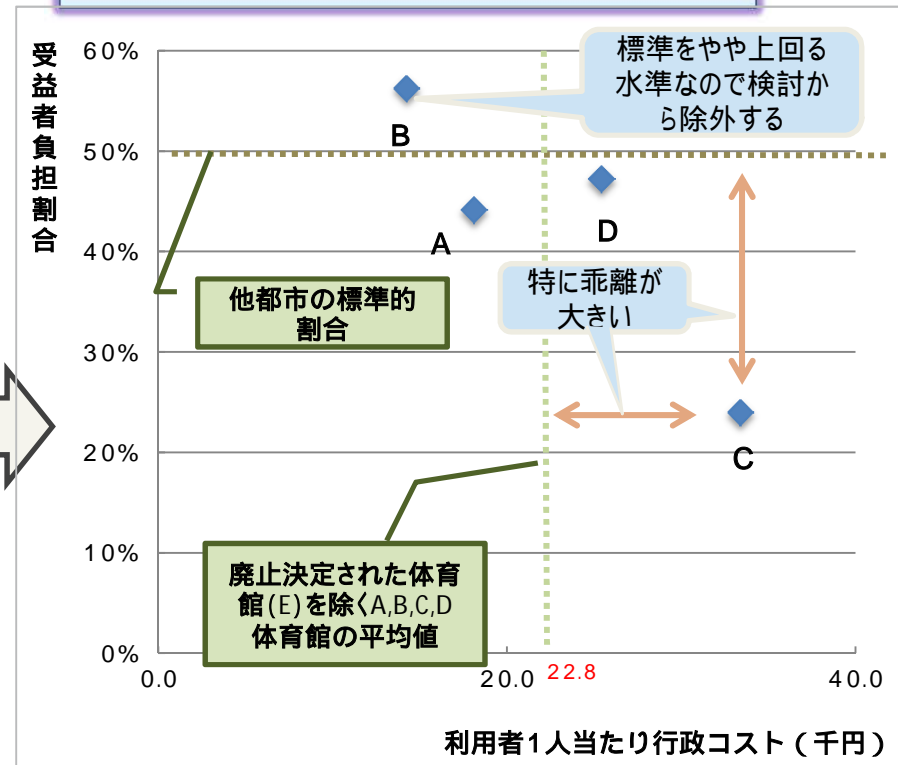 受益者負担割合
60%
50%
40%
30%
20%
10%
0%
標準をやや上回る
水準なので検討か
ら除外する
B
A
D
他都市の標準的
割合
特に乖離が
大きい
C
廃止決定された体育
館(E)を除くA,B,C,D
体育館の平均値
0.0
20.0
22.8
40.0
利用者1人当たり行政コスト(千円)